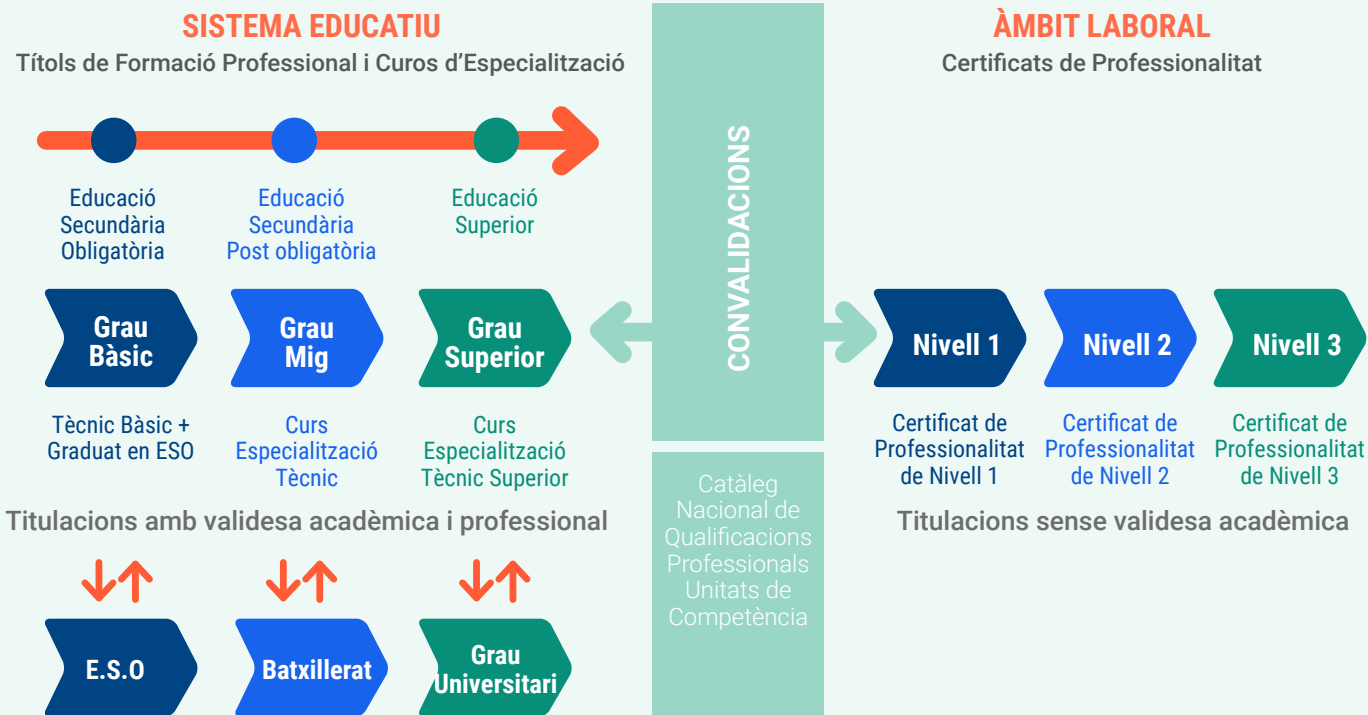 SISTEMA EDUCATIU
Títols de Formació Professional i Curos d'Especialització
Educació
Secundària
Obligatòria
Educació
Secundària
Post obligatòria
Educació
Superior
Grau
Bàsic
Grau
Mig
Grau
Superior
Tècnic Bàsic +
Graduat en ESO
Curs
Especialització
Tècnic
Curs
Especialització
Tècnic Superior
Titulacions amb validesa acadèmica i professional
E.S.O
Batxillerat
Grau
Universitari
CONVALIDACIONS
Catàleg
Nacional de
Qualificacions
Professionals
Unitats de
Competència
ÀMBIT LABORAL
Certificats de Professionalitat
Nivell 1
Nivell 2
Nivell 3
Certificat de
Professionalitat
de Nivell 1
Certificat de
Professionalitat
de Nivell 2
Certificat de
Professionalitat
de Nivell 3
Titulacions sense validesa acadèmica